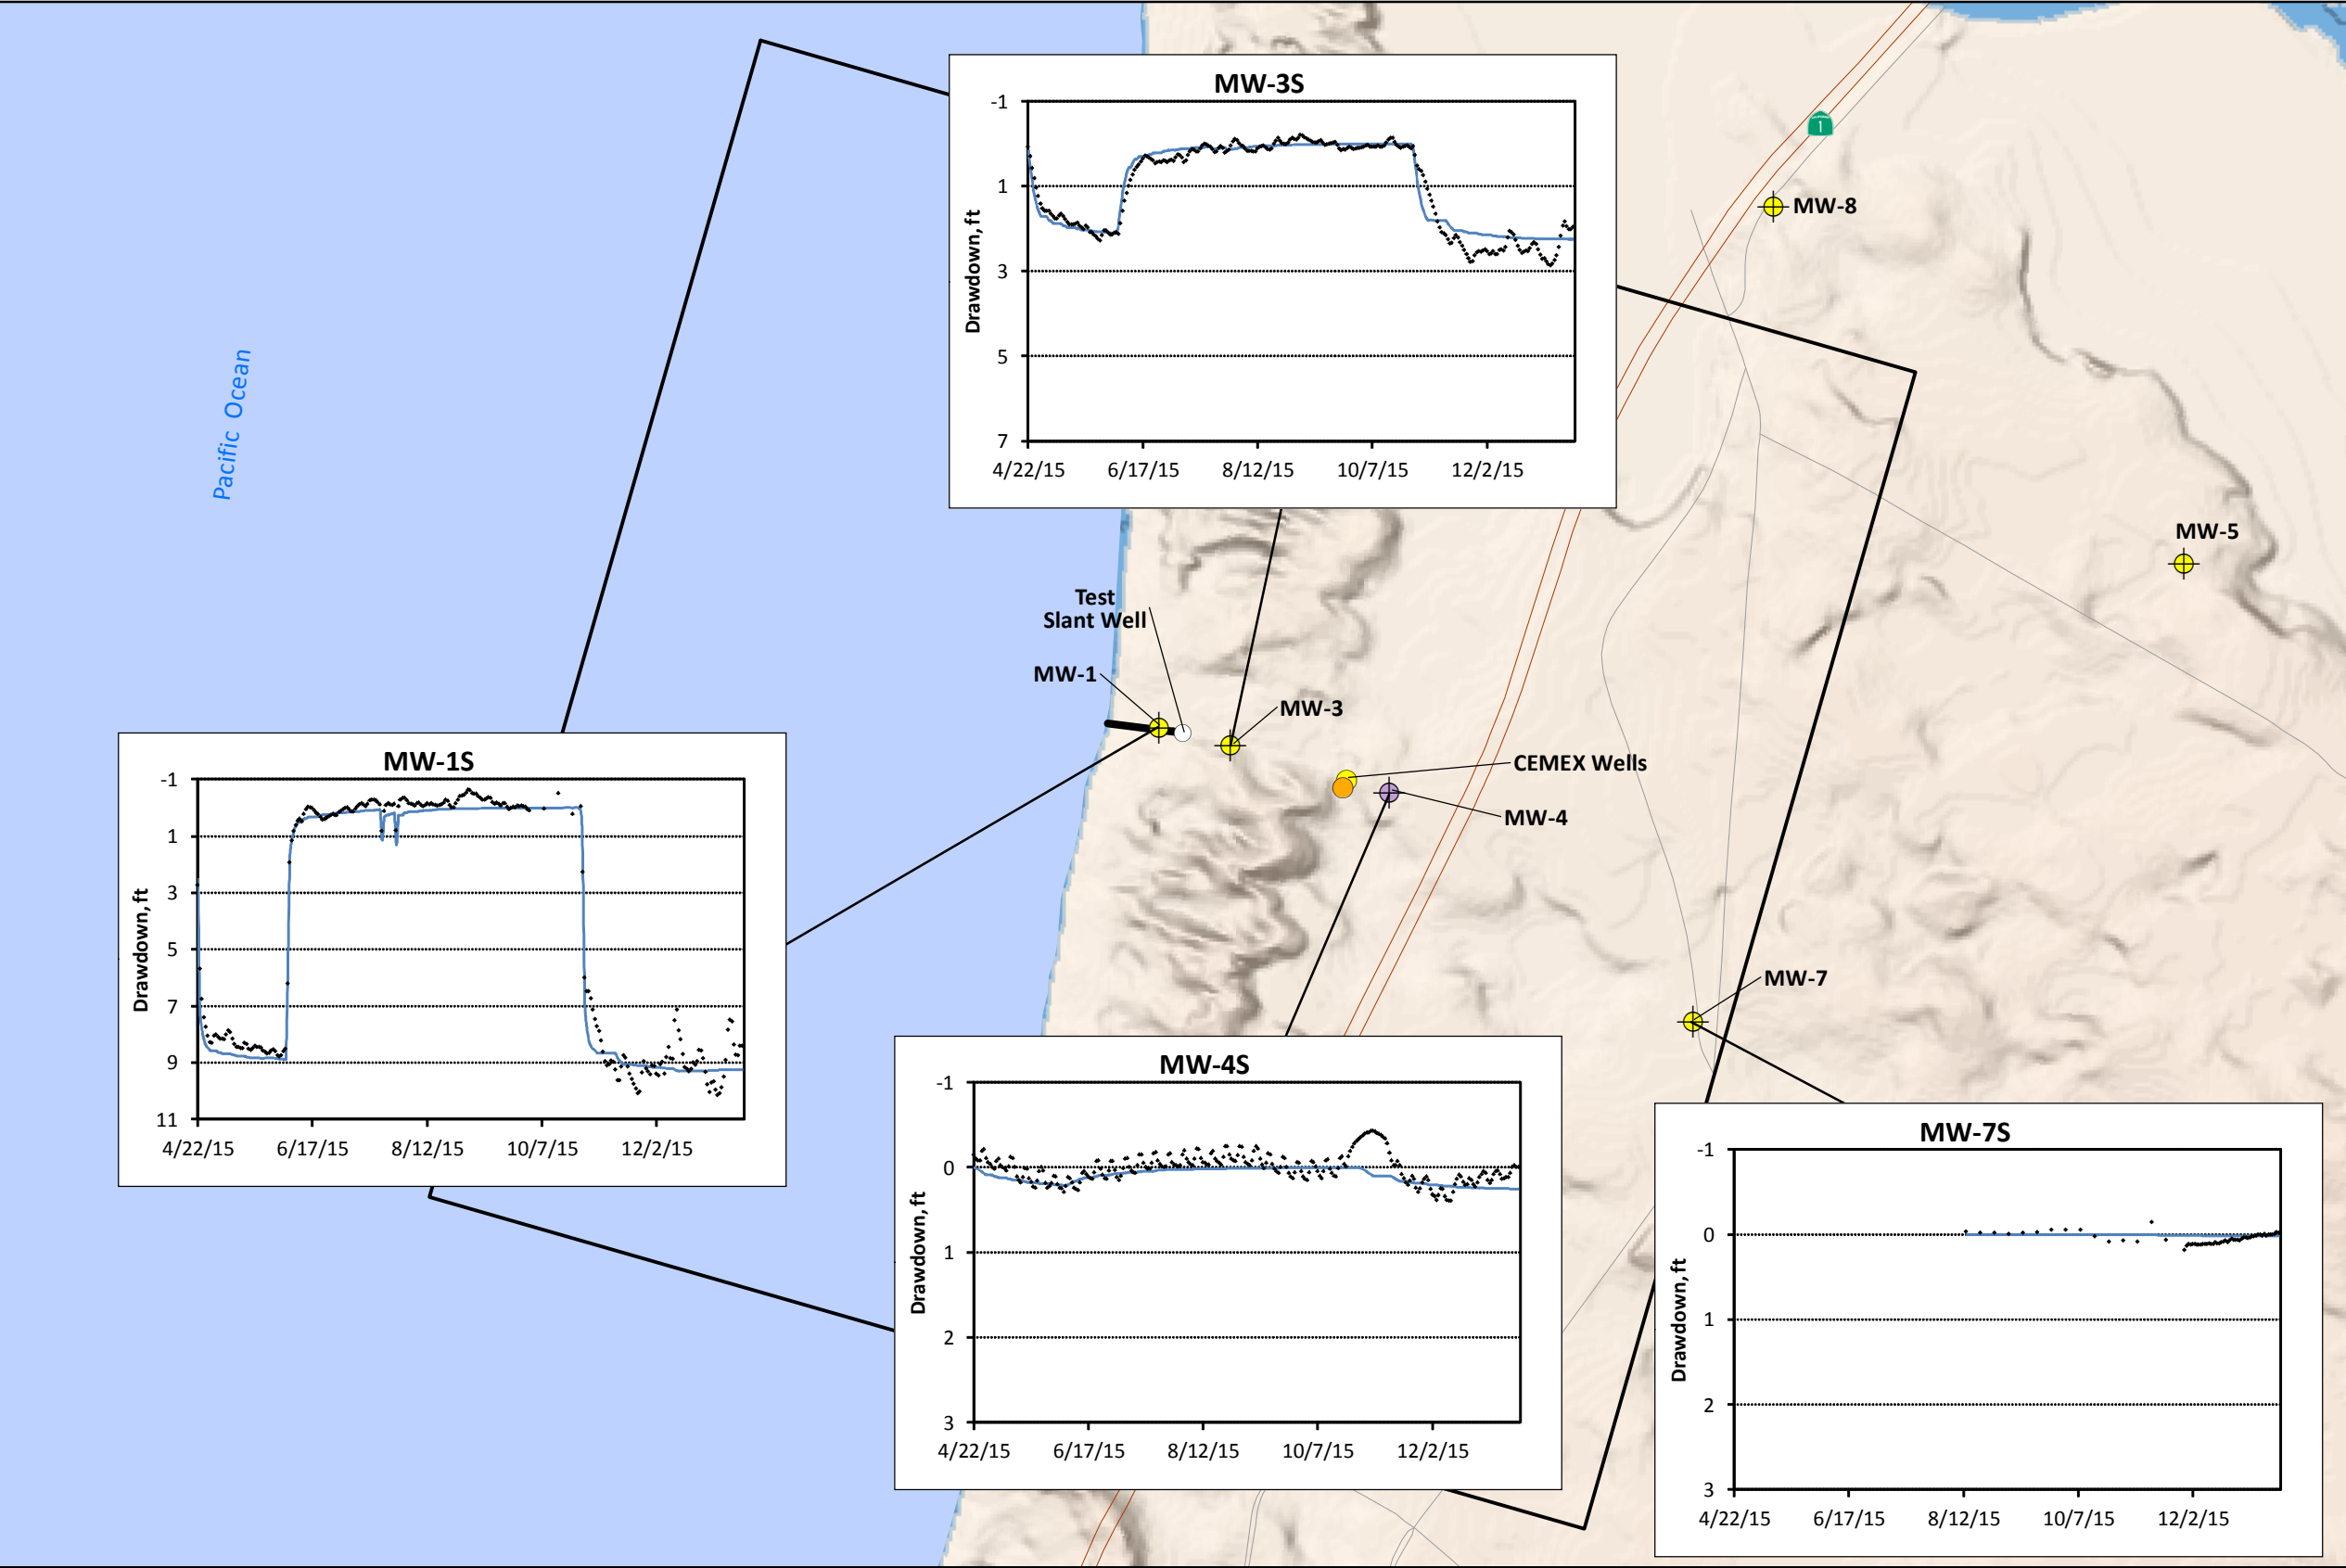 MW-3S
-1
1
3
5
7
Drawdown, ft
4/22/15 6/17/15 8/12/15 10/7/15 12/2/15
1
MW-8
MW-5
Pacific Ocean
Test
Slant Well
MW-1
MW-3
CEMEX Wells
MW-4
MW-7
MW-1S
-1
1
3
5
7
9
11
Drawdown, ft
4/22/15 6/17/15 8/12/15 10/7/15 12/2/15
MW-4S
-1
0
1
2
3
Drawdown, ft
4/22/15 6/17/15 8/12/15 10/7/15 12/2/15
MW-7S
-1
0
1
2
3
Drawdown, ft
4/22/15 6/17/15 8/12/15 10/7/15 12/2/15